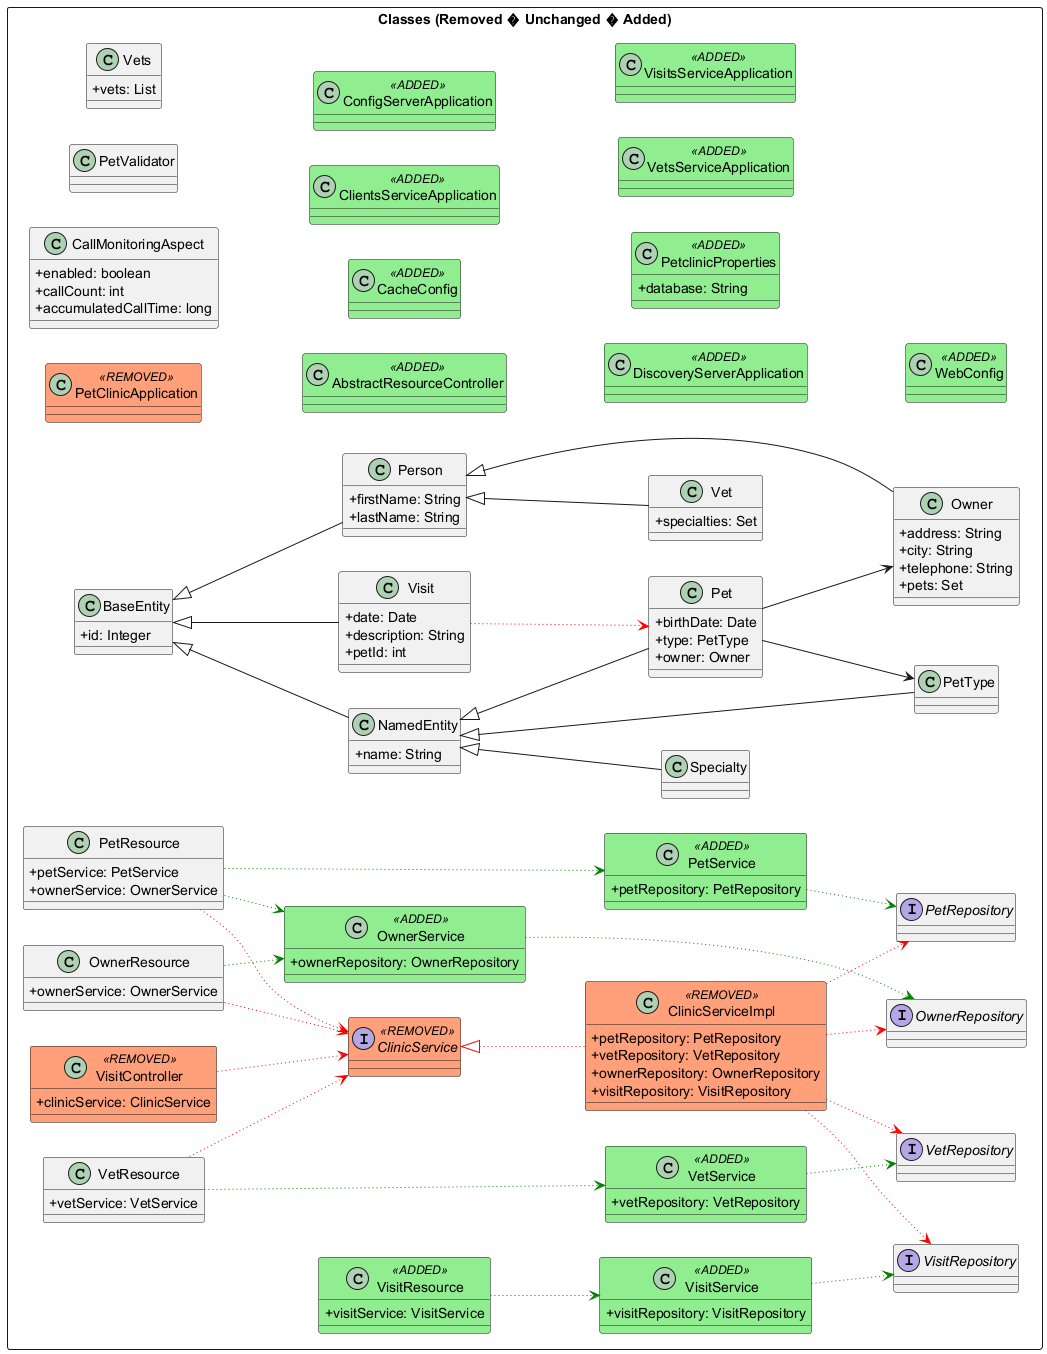 Classes (Removed � Unchanged � Added)
C Vets
+vets: List
C PetValidator
C CallMonitoringAspect
+enabled: boolean
+callCount: int
+accumulatedCallTime: long
«REMOVED»
C PetClinicApplication
«ADDED»
C ConfigServerApplication
«ADDED»
C ClientsServiceApplication
«ADDED»
C CacheConfig
«ADDED»
C AbstractResourceController
«ADDED»
C VisitsServiceApplication
«ADDED»
C VetsServiceApplication
«ADDED»
C PetclinicProperties
+database: String
«ADDED»
C DiscoveryServerApplication
«ADDED»
C WebConfig
C BaseEntity
+id: Integer
C Person
+firstName: String
+lastName: String
C Visit
+date: Date
+description: String
+petId: int
C NamedEntity
+name: String
C Vet
+specialties: Set
C Pet
+birthDate: Date
+type: PetType
+owner: Owner
C Specialty
C Owner
+address: String
+city: String
+telephone: String
+pets: Set
C PetType
C PetResource
+petService: PetService
+ownerService: OwnerService
C OwnerResource
+ownerService: OwnerService
«REMOVED»
C VisitController
+clinicService: ClinicService
C VetResource
+vetService: VetService
«ADDED»
C OwnerService
+ownerRepository: OwnerRepository
«REMOVED»
I ClinicService
«ADDED»
C VisitResource
+visitService: VisitService
«ADDED»
C PetService
+petRepository: PetRepository
«REMOVED»
C ClinicServiceImpl
+petRepository: PetRepository
+vetRepository: VetRepository
+ownerRepository: OwnerRepository
+visitRepository: VisitRepository
«ADDED»
C VetService
+vetRepository: VetRepository
«ADDED»
C VisitService
+visitRepository: VisitRepository
I PetRepository
I OwnerRepository
I VetRepository
I VisitRepository